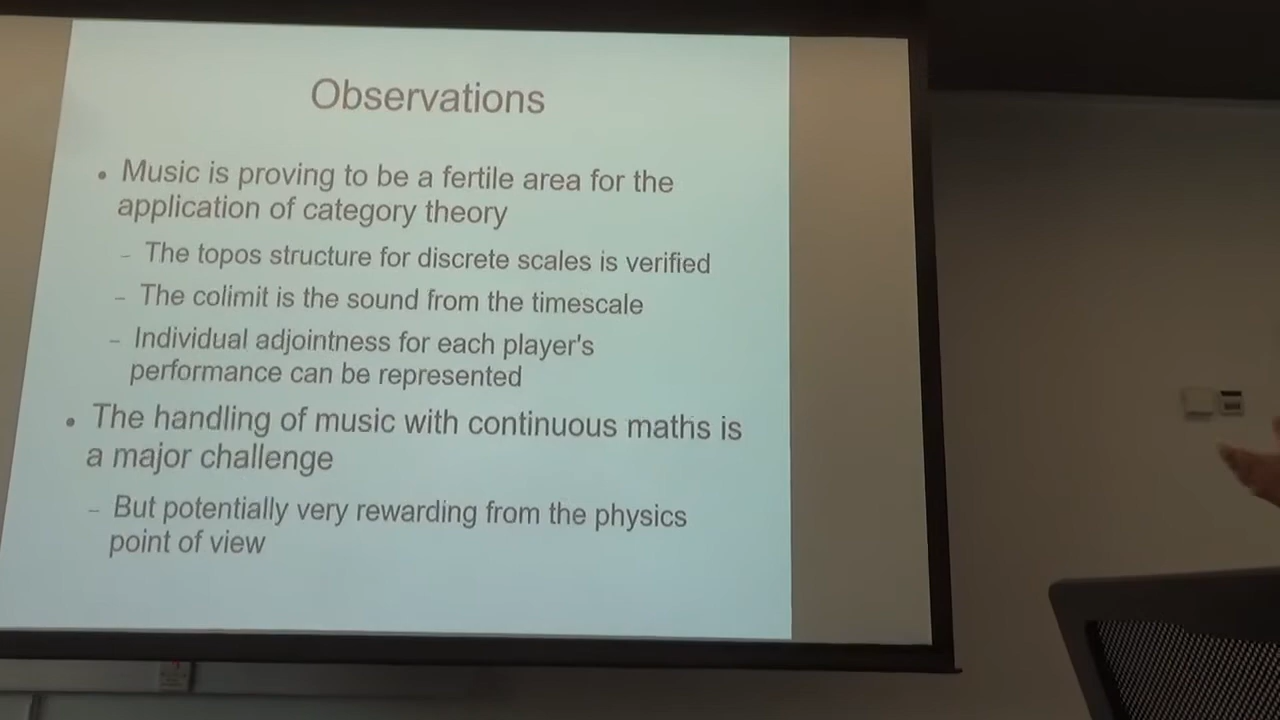 Observations
• Music is proving to be a fertile area for the
application of category theory
– The topos structure for discrete scales is verified
– The colimit is the sound from the timescale
– Individual adjointness for each player's
performance can be represented
• The handling of music with continuous maths is
a major challenge
– But potentially very rewarding from the physics
point of view